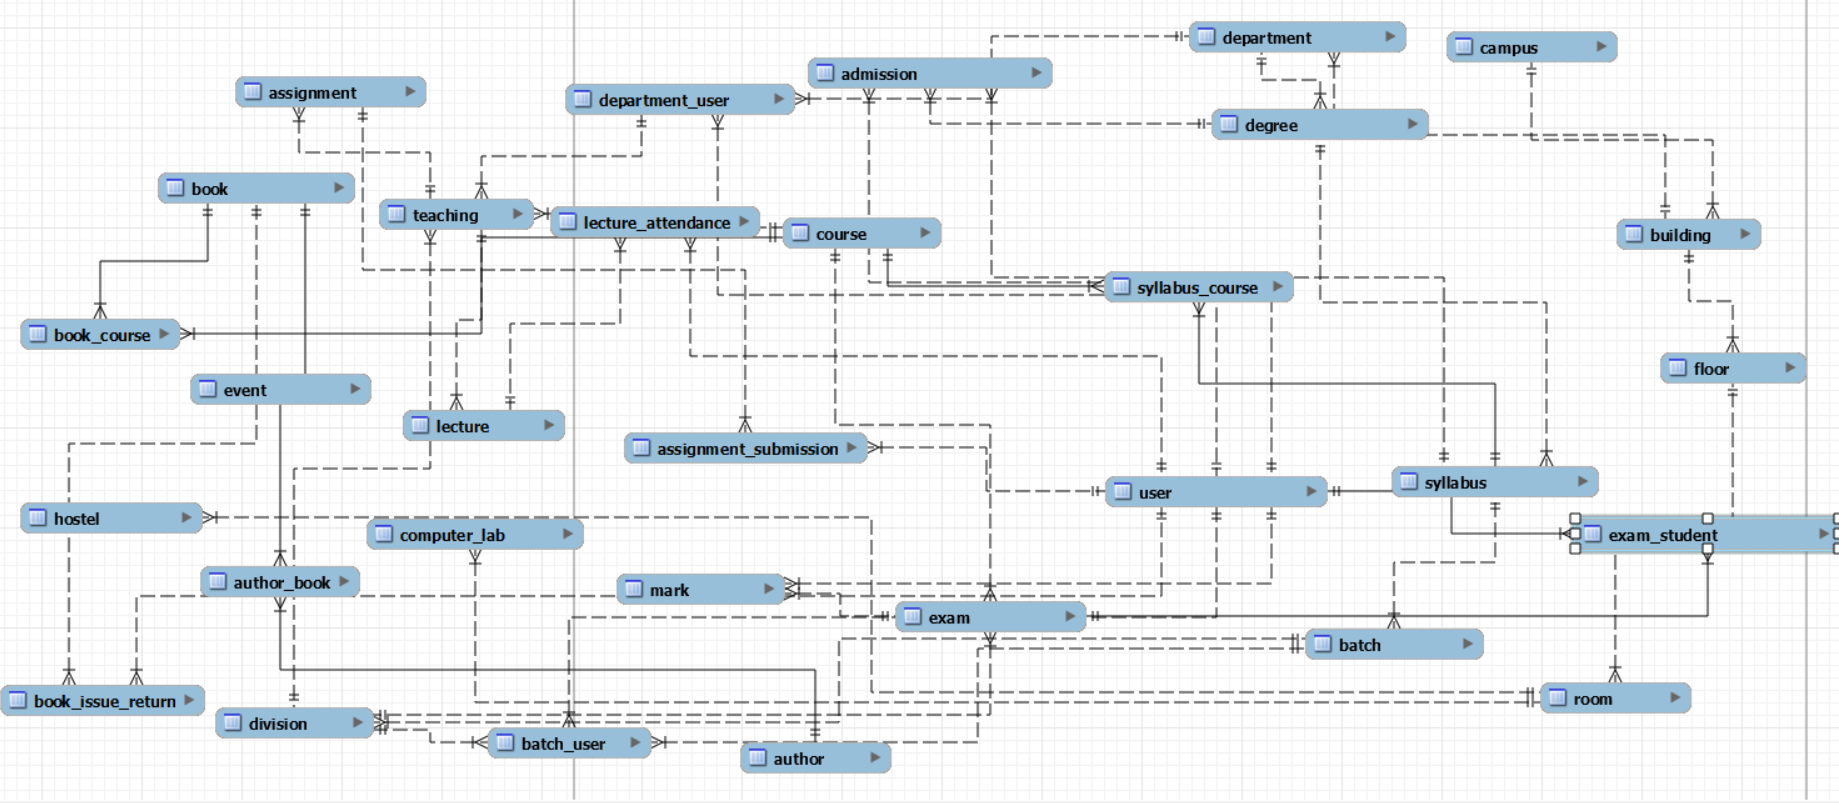 department
campus
admission
assignment
department_user
degree
book
teaching
lecture_attendance
course
building
syllabus_course
book_course
floor
event
lecture
assignment_submission
syllabus
user
hostel
computer_lab
exam_student
author_book
mark
exam
batch
book_issue_return
room
division
batch_user
author